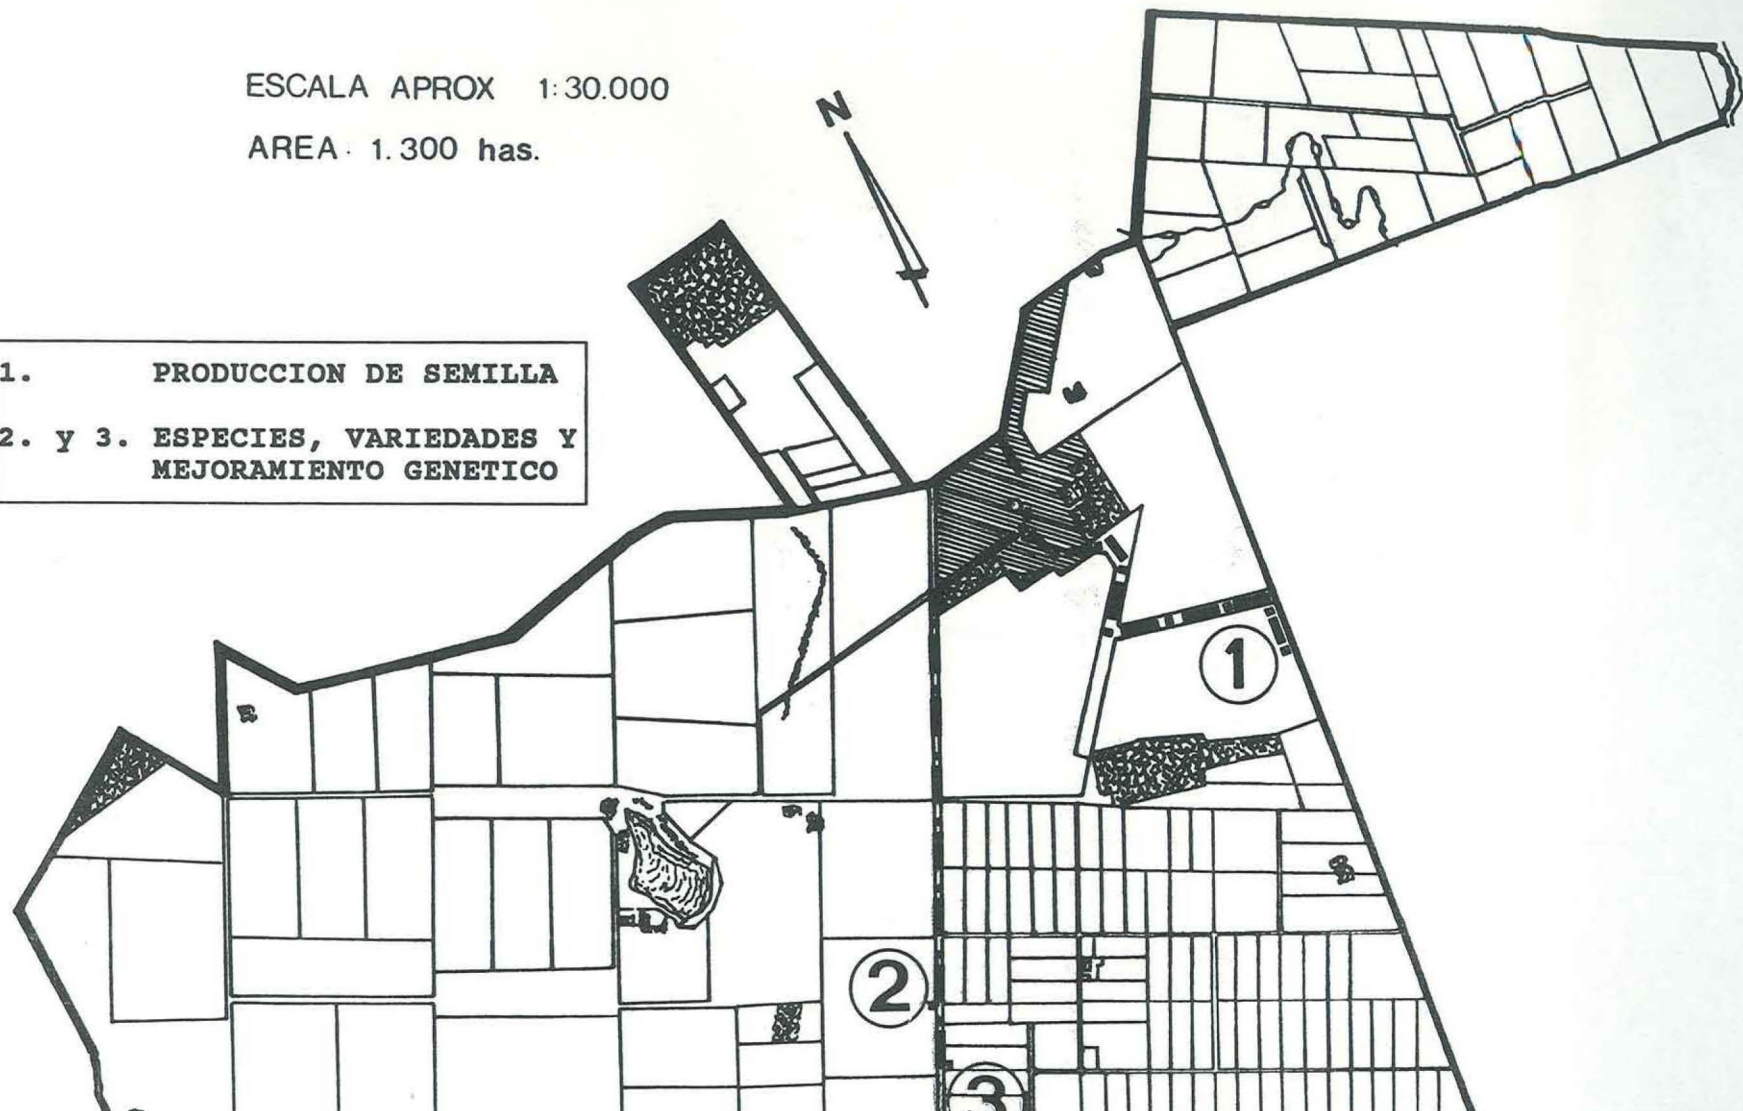 ESCALA APROX 1:30.000
AREA 1.300 has.
N
1. PRODUCCION DE SEMILLA
2. y 3. ESPECIES, VARIEDADES Y
MEJORAMIENTO GENETICO
1
2
3